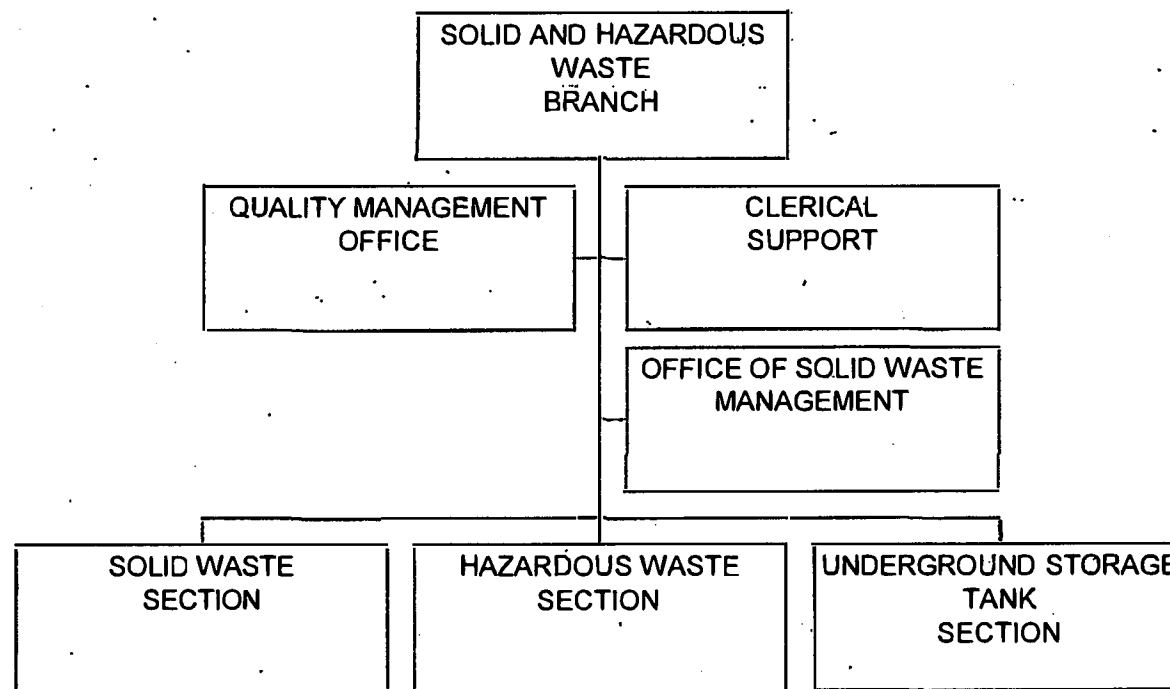 SOLID AND HAZARDOUS
WASTE
BRANCH
QUALITY MANAGEMENT
OFFICE
CLERICAL
SUPPORT
OFFICE OF SOLID WASTE
MANAGEMENT
SOLID WASTE
SECTION
HAZARDOUS WASTE
SECTION
UNDERGROUND STORAGE
TANK
SECTION